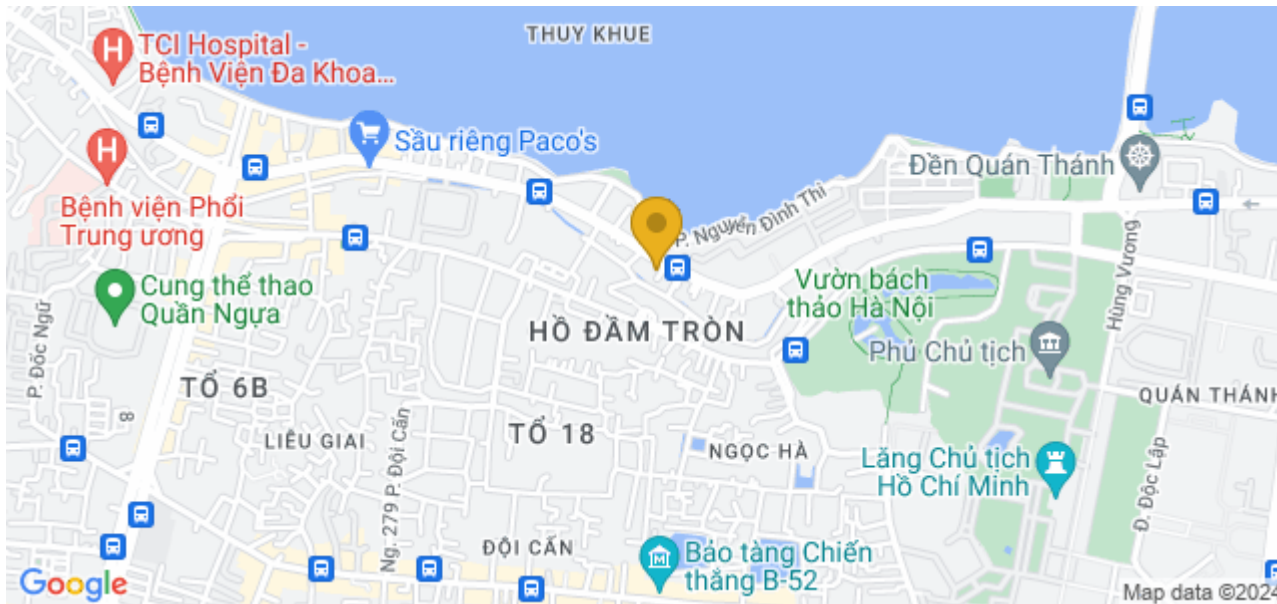 THUY KHUE
TCI Hospital -
Bệnh Viện Đa Khoa...
Sầu riêng Paco's
Đền Quán Thánh
Bệnh viện Phổi
Trung ương
P. Nguyễn Đình Thi
Cung thể thao
Quần Ngựa
Vườn bách
thảo Hà Nội
Hùng Vương
P. Đốc Ngữ
HỒ ĐẦM TRÒN
Phủ Chủ tịch
TỔ 6B
QUÁN THÁNH
8
LIỄU GIAI
Ng. 279 P. Đội Cấn
TỔ 18
NGỌC HÀ
Lăng Chủ tịch
Hồ Chí Minh
Đ. Độc Lập
ĐỘI CẤN
Bảo tàng Chiến
thắng B-52
Google
Map data ©2024